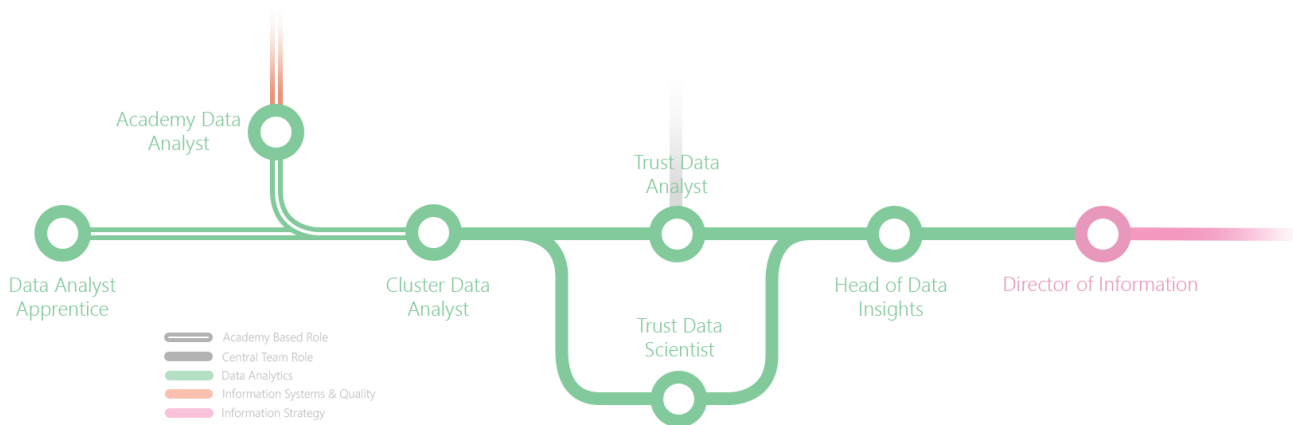 Academy Data
Analyst
Trust Data
Analyst
Data Analyst
Apprentice
Cluster Data
Analyst
Trust Data
Scientist
Head of Data
Insights
Director of Information
Academy Based Role
Central Team Role
Data Analytics
Information Systems & Quality
Information Strategy